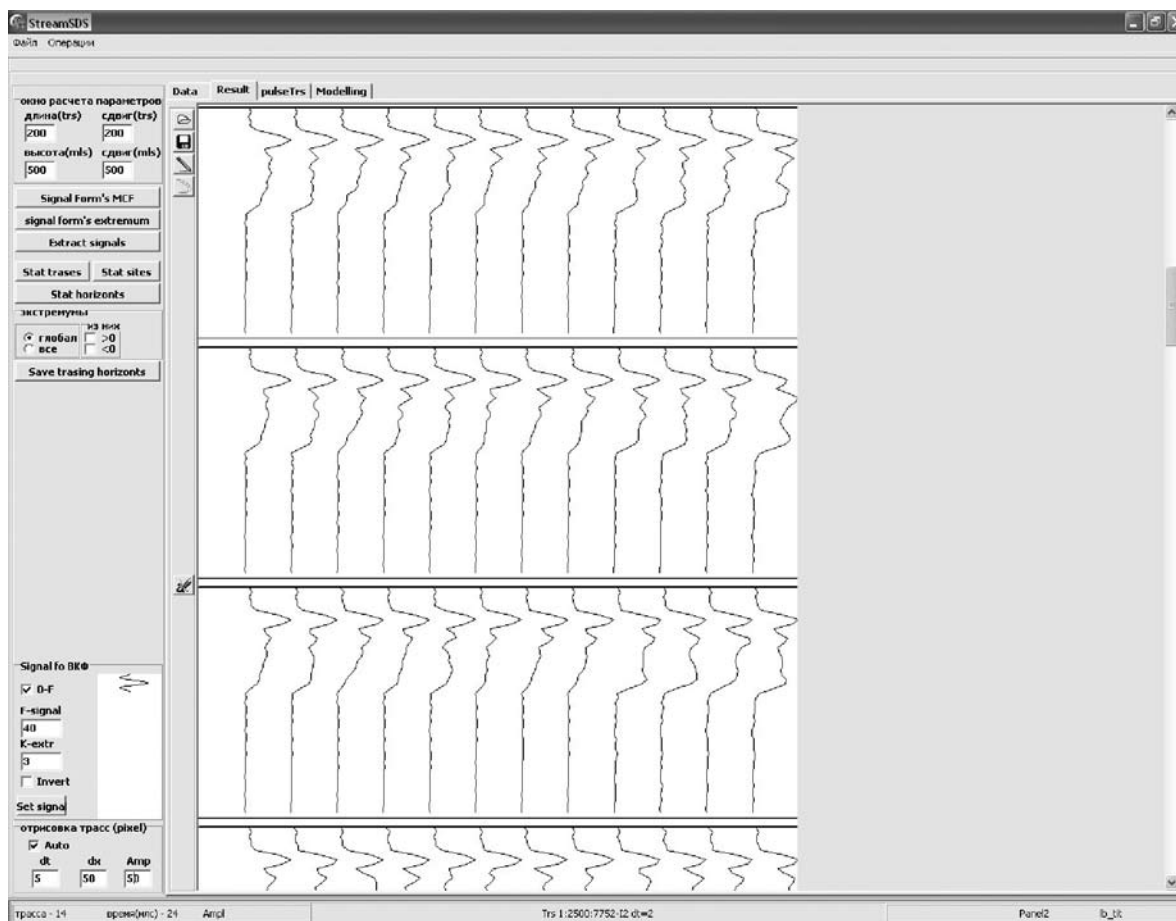 StreamSDS
Файл Операции
Data Result pulseTrs Modelling
окно расчета параметров
длина(trs) сдвиг(trs)
200 200
высота(mls) сдвиг(mls)
500 500
Signal Form's MCF
signal form's extremum
Extract signals
Stat trases Stat sites
Stat horizonts
экстремумы
из них
глобал >0
все <0
Save trasing horizonts
Signal fo ВКФ
0-F
F-signal
40
K-extr
3
Invert
Set signa
отрисовка трасс (pixel)
Auto
dt dx Amp
5 50 50
трасса - 14 время(млс) - 24 Ampl Trs 1:2500:7752-I2 dt=2 Panel2 lb_tit